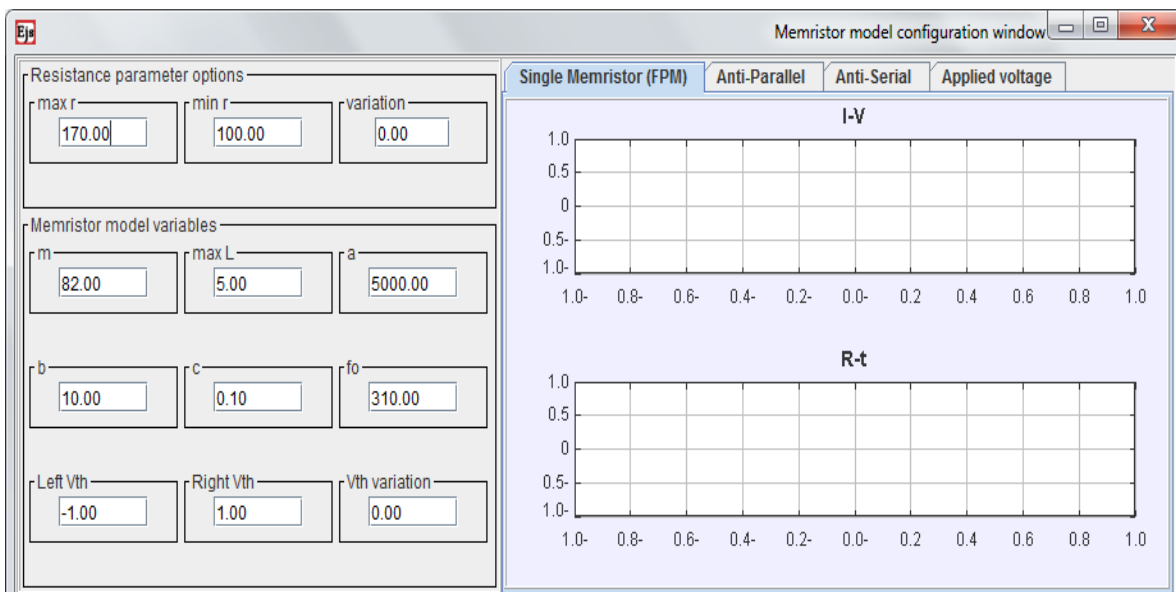 Ejs
Memristor model configuration window
Resistance parameter options
max r
min r
variation
170.00
100.00
0.00
Memristor model variables
m
max L
a
82.00
5.00
5000.00
b
c
fo
10.00
0.10
310.00
Left Vth
Right Vth
Vth variation
-1.00
1.00
0.00
Single Memristor (FPM)
Anti-Parallel
Anti-Serial
Applied voltage
I-V
1.0
0.5
0
0.5-
1.0-
1.0- 0.8- 0.6- 0.4- 0.2- 0.0- 0.2 0.4 0.6 0.8 1.0
R-t
1.0
0.5
0
0.5-
1.0-
1.0- 0.8- 0.6- 0.4- 0.2- 0.0- 0.2 0.4 0.6 0.8 1.0